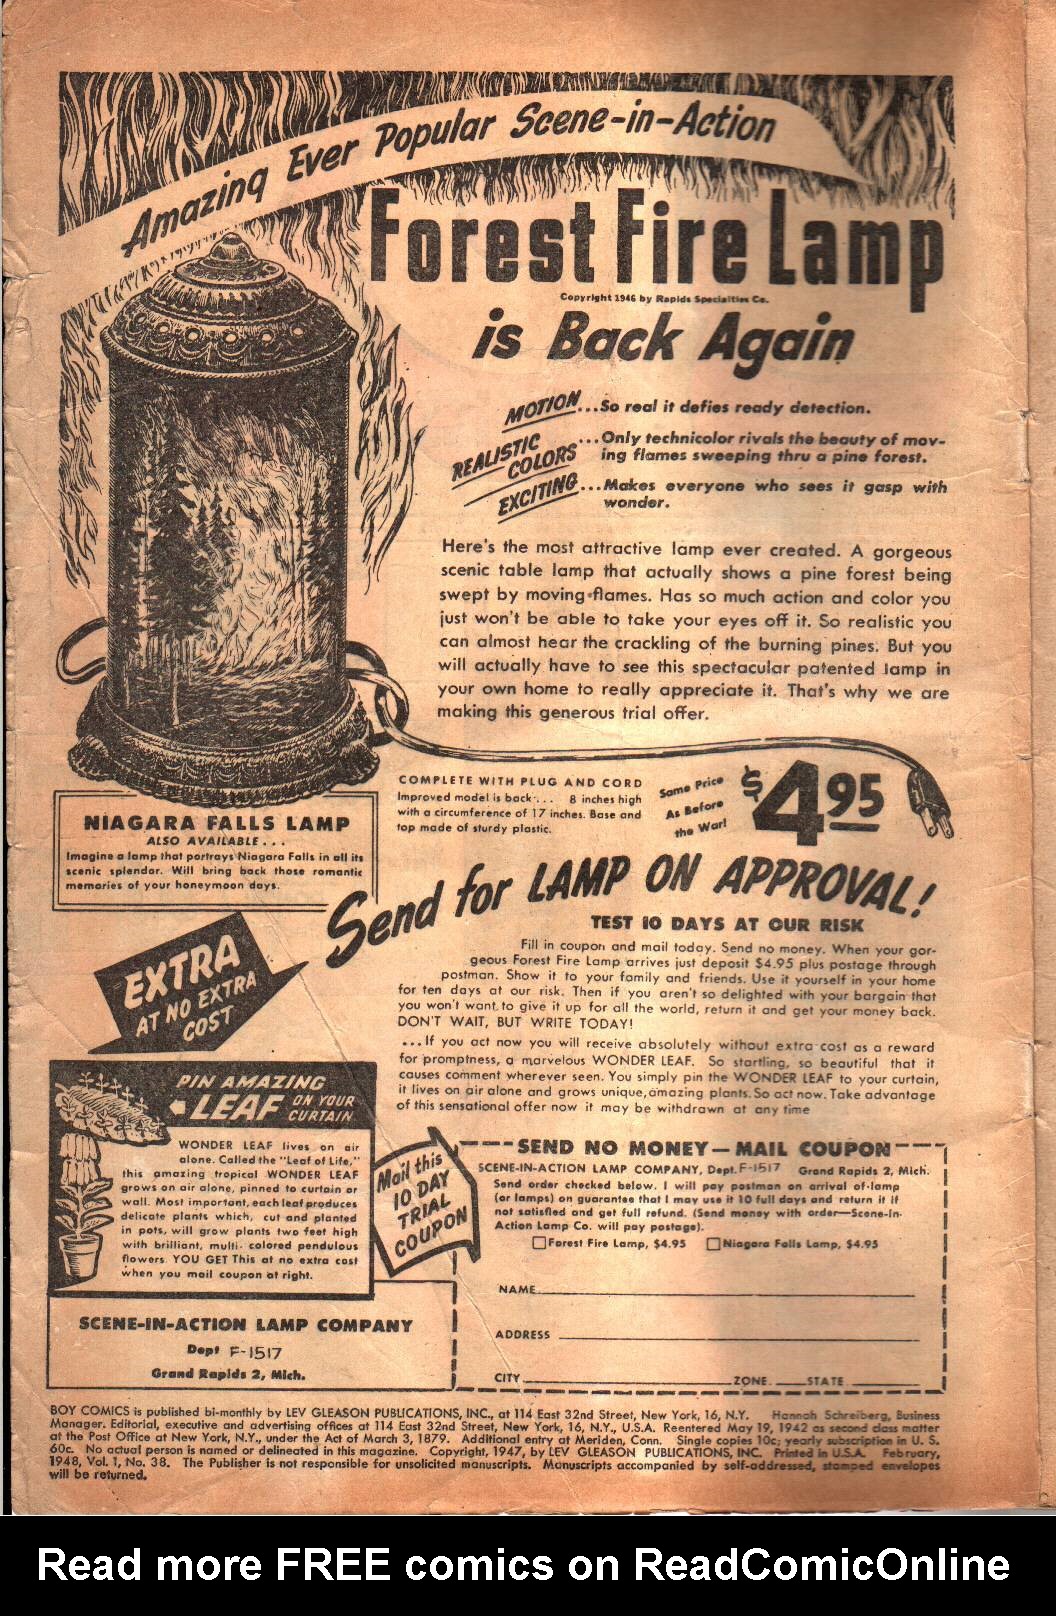 Amazing Ever Popular Scene-in-Action
Forest Fire Lamp
Copyright 1946 by Rapids Specialties Co.
is Back Again
MOTION...So real it defies ready detection.
REALISTIC COLORS...Only technicolor rivals the beauty of mov-
ing flames sweeping thru a pine forest.
EXCITING...Makes everyone who sees it gasp with
wonder.
Here's the most attractive lamp ever created. A gorgeous
scenic table lamp that actually shows a pine forest being
swept by moving flames. Has so much action and color you
just won't be able to take your eyes off it. So realistic you
can almost hear the crackling of the burning pines. But you
will actually have to see this spectacular patented lamp in
your own home to really appreciate it. That's why we are
making this generous trial offer.
COMPLETE WITH PLUG AND CORD
Improved model is back... 8 inches high
with a circumference of 17 inches. Base and
top made of sturdy plastic.
Same Price
As Before
the War!
$4.95
NIAGARA FALLS LAMP
ALSO AVAILABLE...
Imagine a lamp that portrays Niagara Falls in all its
scenic splendor. Will bring back those romantic
memories of your honeymoon days.
Send for LAMP ON APPROVAL!
TEST 10 DAYS AT OUR RISK
Fill in coupon and mail today. Send no money. When your gor-
geous Forest Fire Lamp arrives just deposit $4.95 plus postage through
postman. Show it to your family and friends. Use it yourself in your home
for ten days at our risk. Then if you aren't so delighted with your bargain that
you won't want to give it up for all the world, return it and get your money back.
DON'T WAIT, BUT WRITE TODAY!
...If you act now you will receive absolutely without extra cost as a reward
for promptness, a marvelous WONDER LEAF. So startling, so beautiful that it
causes comment wherever seen. You simply pin the WONDER LEAF to your curtain,
it lives on air alone and grows unique, amazing plants. So act now. Take advantage
of this sensational offer now it may be withdrawn at any time
EXTRA
AT NO EXTRA
COST
PIN AMAZING
LEAF ON YOUR
CURTAIN
WONDER LEAF lives on air
alone. Called the "Leaf of Life,"
this amazing tropical WONDER LEAF
grows on air alone, pinned to curtain or
wall. Most important, each leaf produces
delicate plants which, cut and planted
in pots, will grow plants two feet high
with brilliant, multi-colored pendulous
flowers. YOU GET This at no extra cost
when you mail coupon at right.
Mail this
10 DAY
TRIAL
COUPON
SEND NO MONEY—MAIL COUPON
SCENE-IN-ACTION LAMP COMPANY, Dept. F-1517 Grand Rapids 2, Mich.
Send order checked below. I will pay postman on arrival of lamp
(or lamps) on guarantee that I may use it 10 full days and return it if
not satisfied and get full refund. (Send money with order—Scene-In-
Action Lamp Co. will pay postage).
Forest Fire Lamp, $4.95 Niagara Falls Lamp, $4.95
NAME
ADDRESS
CITY ZONE STATE
SCENE-IN-ACTION LAMP COMPANY
Dept F-1517
Grand Rapids 2, Mich.
BOY COMICS is published bi-monthly by LEV GLEASON PUBLICATIONS, INC., at 114 East 32nd Street, New York, 16, N.Y. Hannah Schreiberg, Business
Manager. Editorial, executive and advertising offices at 114 East 32nd Street, New York, 16, N.Y., U.S.A. Reentered May 19, 1942 as second class matter
at the Post Office at New York, N.Y., under the Act of March 3, 1879. Additional entry at Meriden, Conn. Single copies 10c; yearly subscription in U. S.
60c. No actual person is named or delineated in this magazine. Copyright, 1947, by LEV GLEASON PUBLICATIONS, INC. Printed in U.S.A. February,
1948, Vol. 1, No. 38. The Publisher is not responsible for unsolicited manuscripts. Manuscripts accompanied by self-addressed, stamped envelopes
will be returned.
Read more FREE comics on ReadComicOnline